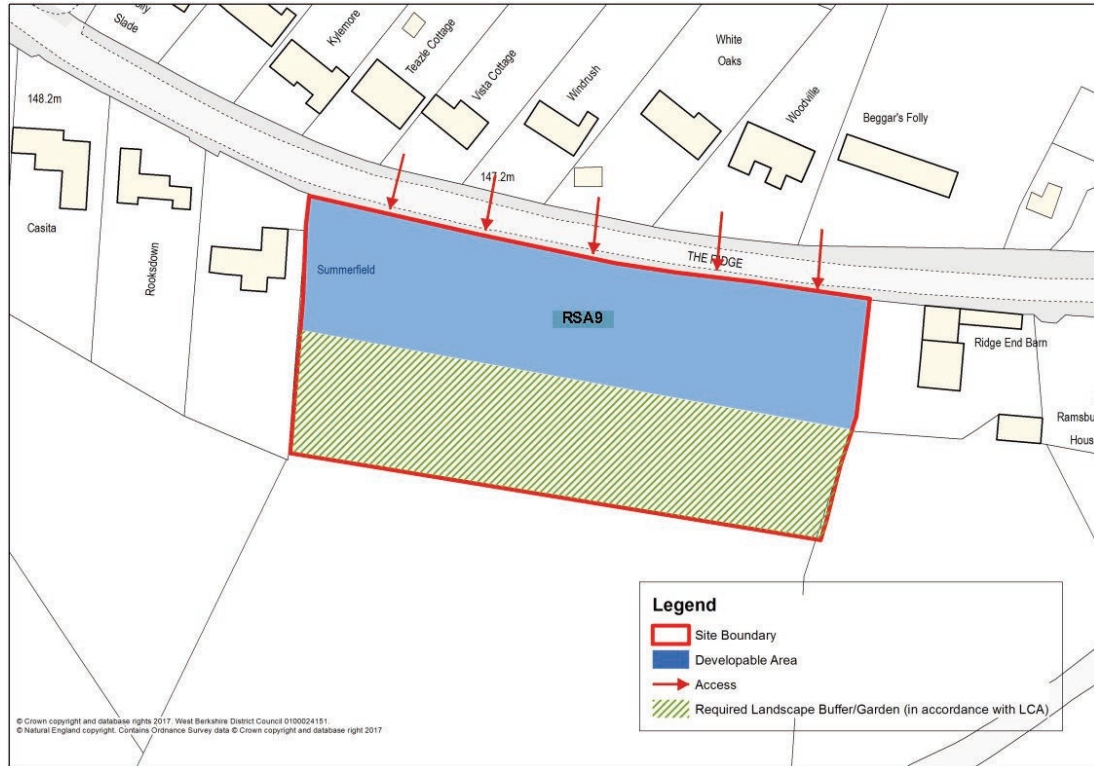 Slade
Kylemore
Teazle Cottage
Vista Cottage
Windrush
White
Oaks
Woodville
Beggar's Folly
148.2m
147.2m
Casita
Rooksdown
Summerfield
THE RIDGE
RSA9
Ridge End Barn
Ramsbu
Hous
Legend
Site Boundary
Developable Area
Access
Required Landscape Buffer/Garden (in accordance with LCA)
© Crown copyright and database rights 2017. West Berkshire District Council 0100024151.
© Natural England copyright. Contains Ordnance Survey data © Crown copyright and database right 2017